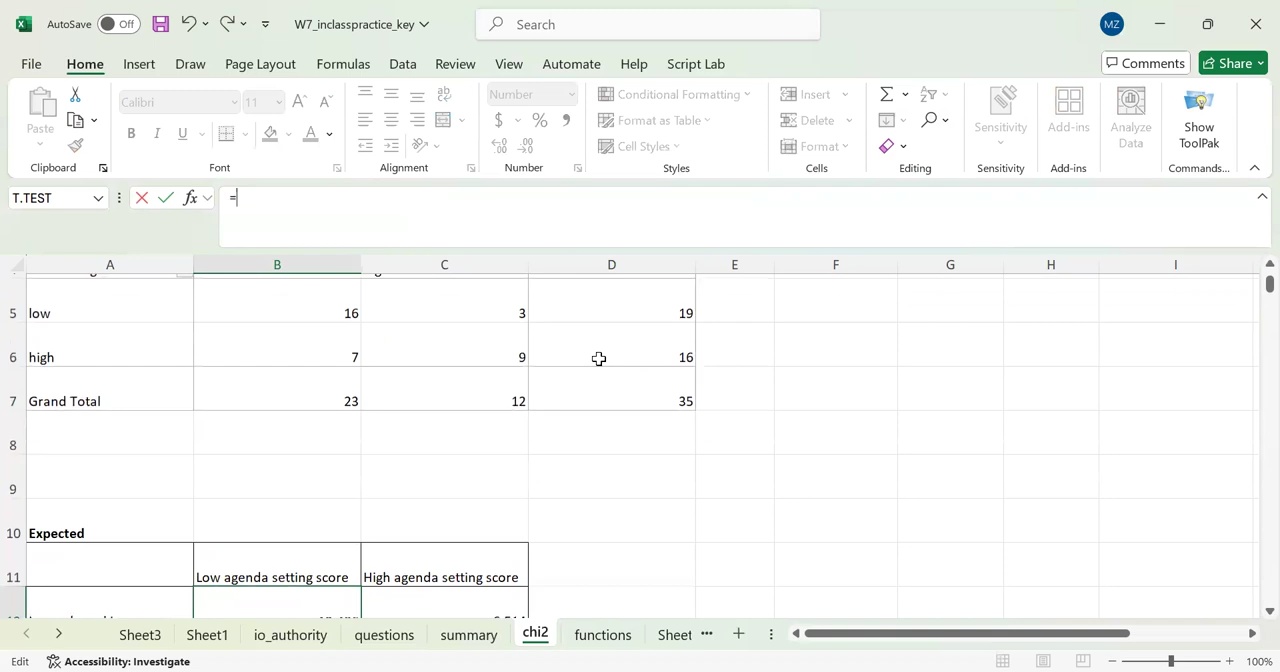 AutoSave Off W7_inclasspractice_key Search MZ
File Home Insert Draw Page Layout Formulas Data Review View Automate Help Script Lab Comments Share
Calibri 11 Number Conditional Formatting Insert
Paste B I U A $ % Format as Table Delete Sensitivity Add-ins Analyze Data Show ToolPak
Cell Styles Format
Clipboard Font Alignment Number Styles Cells Editing Sensitivity Add-ins Commands...
T.TEST fx =
A B C D E F G H I
5 low 16 3 19
6 high 7 9 16
7 Grand Total 23 12 35
8
9
10 Expected
11 Low agenda setting score High agenda setting score
Sheet3 Sheet1 io_authority questions summary chi2 functions Sheet
Edit Accessibility: Investigate 100%